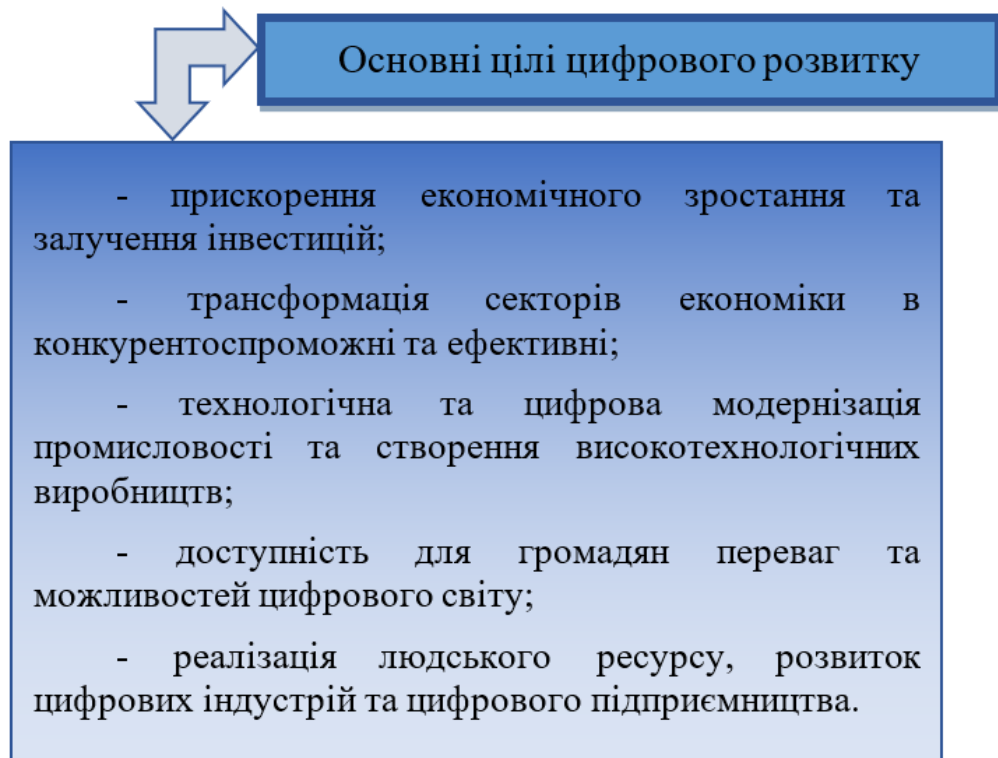 Основні цілі цифрового розвитку
- прискорення економічного зростання та
залучення інвестицій;
- трансформація секторів економіки в
конкурентоспроможні та ефективні;
- технологічна та цифрова модернізація
промисловості та створення високотехнологічних
виробництв;
- доступність для громадян переваг та
можливостей цифрового світу;
- реалізація людського ресурсу, розвиток
цифрових індустрій та цифрового підприємництва.